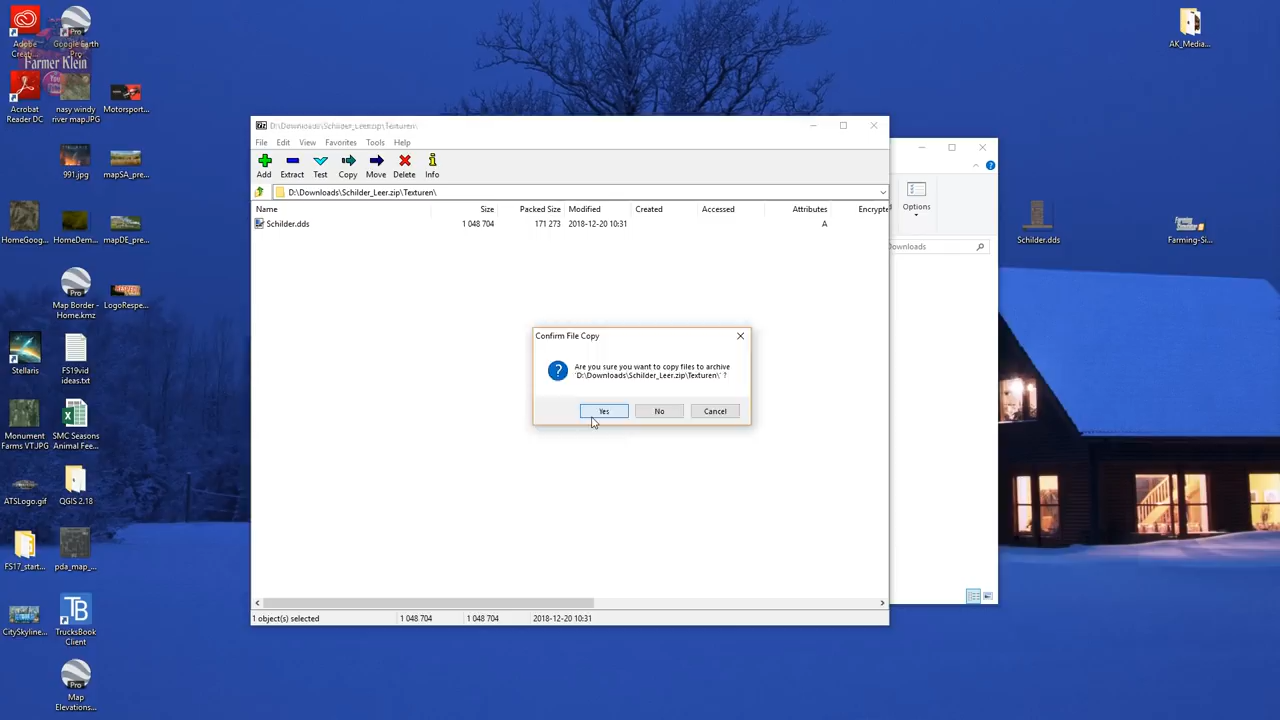 Adobe
Creati...
Google Earth
Pro
Farmer Klein
Acrobat
Reader DC
nasy windy
river mapJPG
Motorsport...
991.jpg
mapSA_pre...
HomeGoog...
HomeDem...
mapDE_pre...
Map Border -
Home.kmz
LogoRespe...
Stellaris
FS19vid
ideas.txt
Monument
Farms VT.JPG
SMC Seasons
Animal Fee...
ATSLogo.gif
QGIS 2.18
FS17_start...
pda_map_...
CitySkyline...
TrucksBook
Client
Map
Elevations...
AK_Media...
Schilder.dds
Farming-Si...
D:\Downloads\Schilder_Leer.zip\Texturen\
File Edit View Favorites Tools Help
Add Extract Test Copy Move Delete Info
D:\Downloads\Schilder_Leer.zip\Texturen\
Name Size Packed Size Modified Created Accessed Attributes Encrypte
Schilder.dds 1 048 704 171 273 2018-12-20 10:31 A
Options
ownloads
Confirm File Copy
Are you sure you want to copy files to archive
'D:\Downloads\Schilder_Leer.zip\Texturen\' ?
Yes No Cancel
1 object(s) selected 1 048 704 1 048 704 2018-12-20 10:31